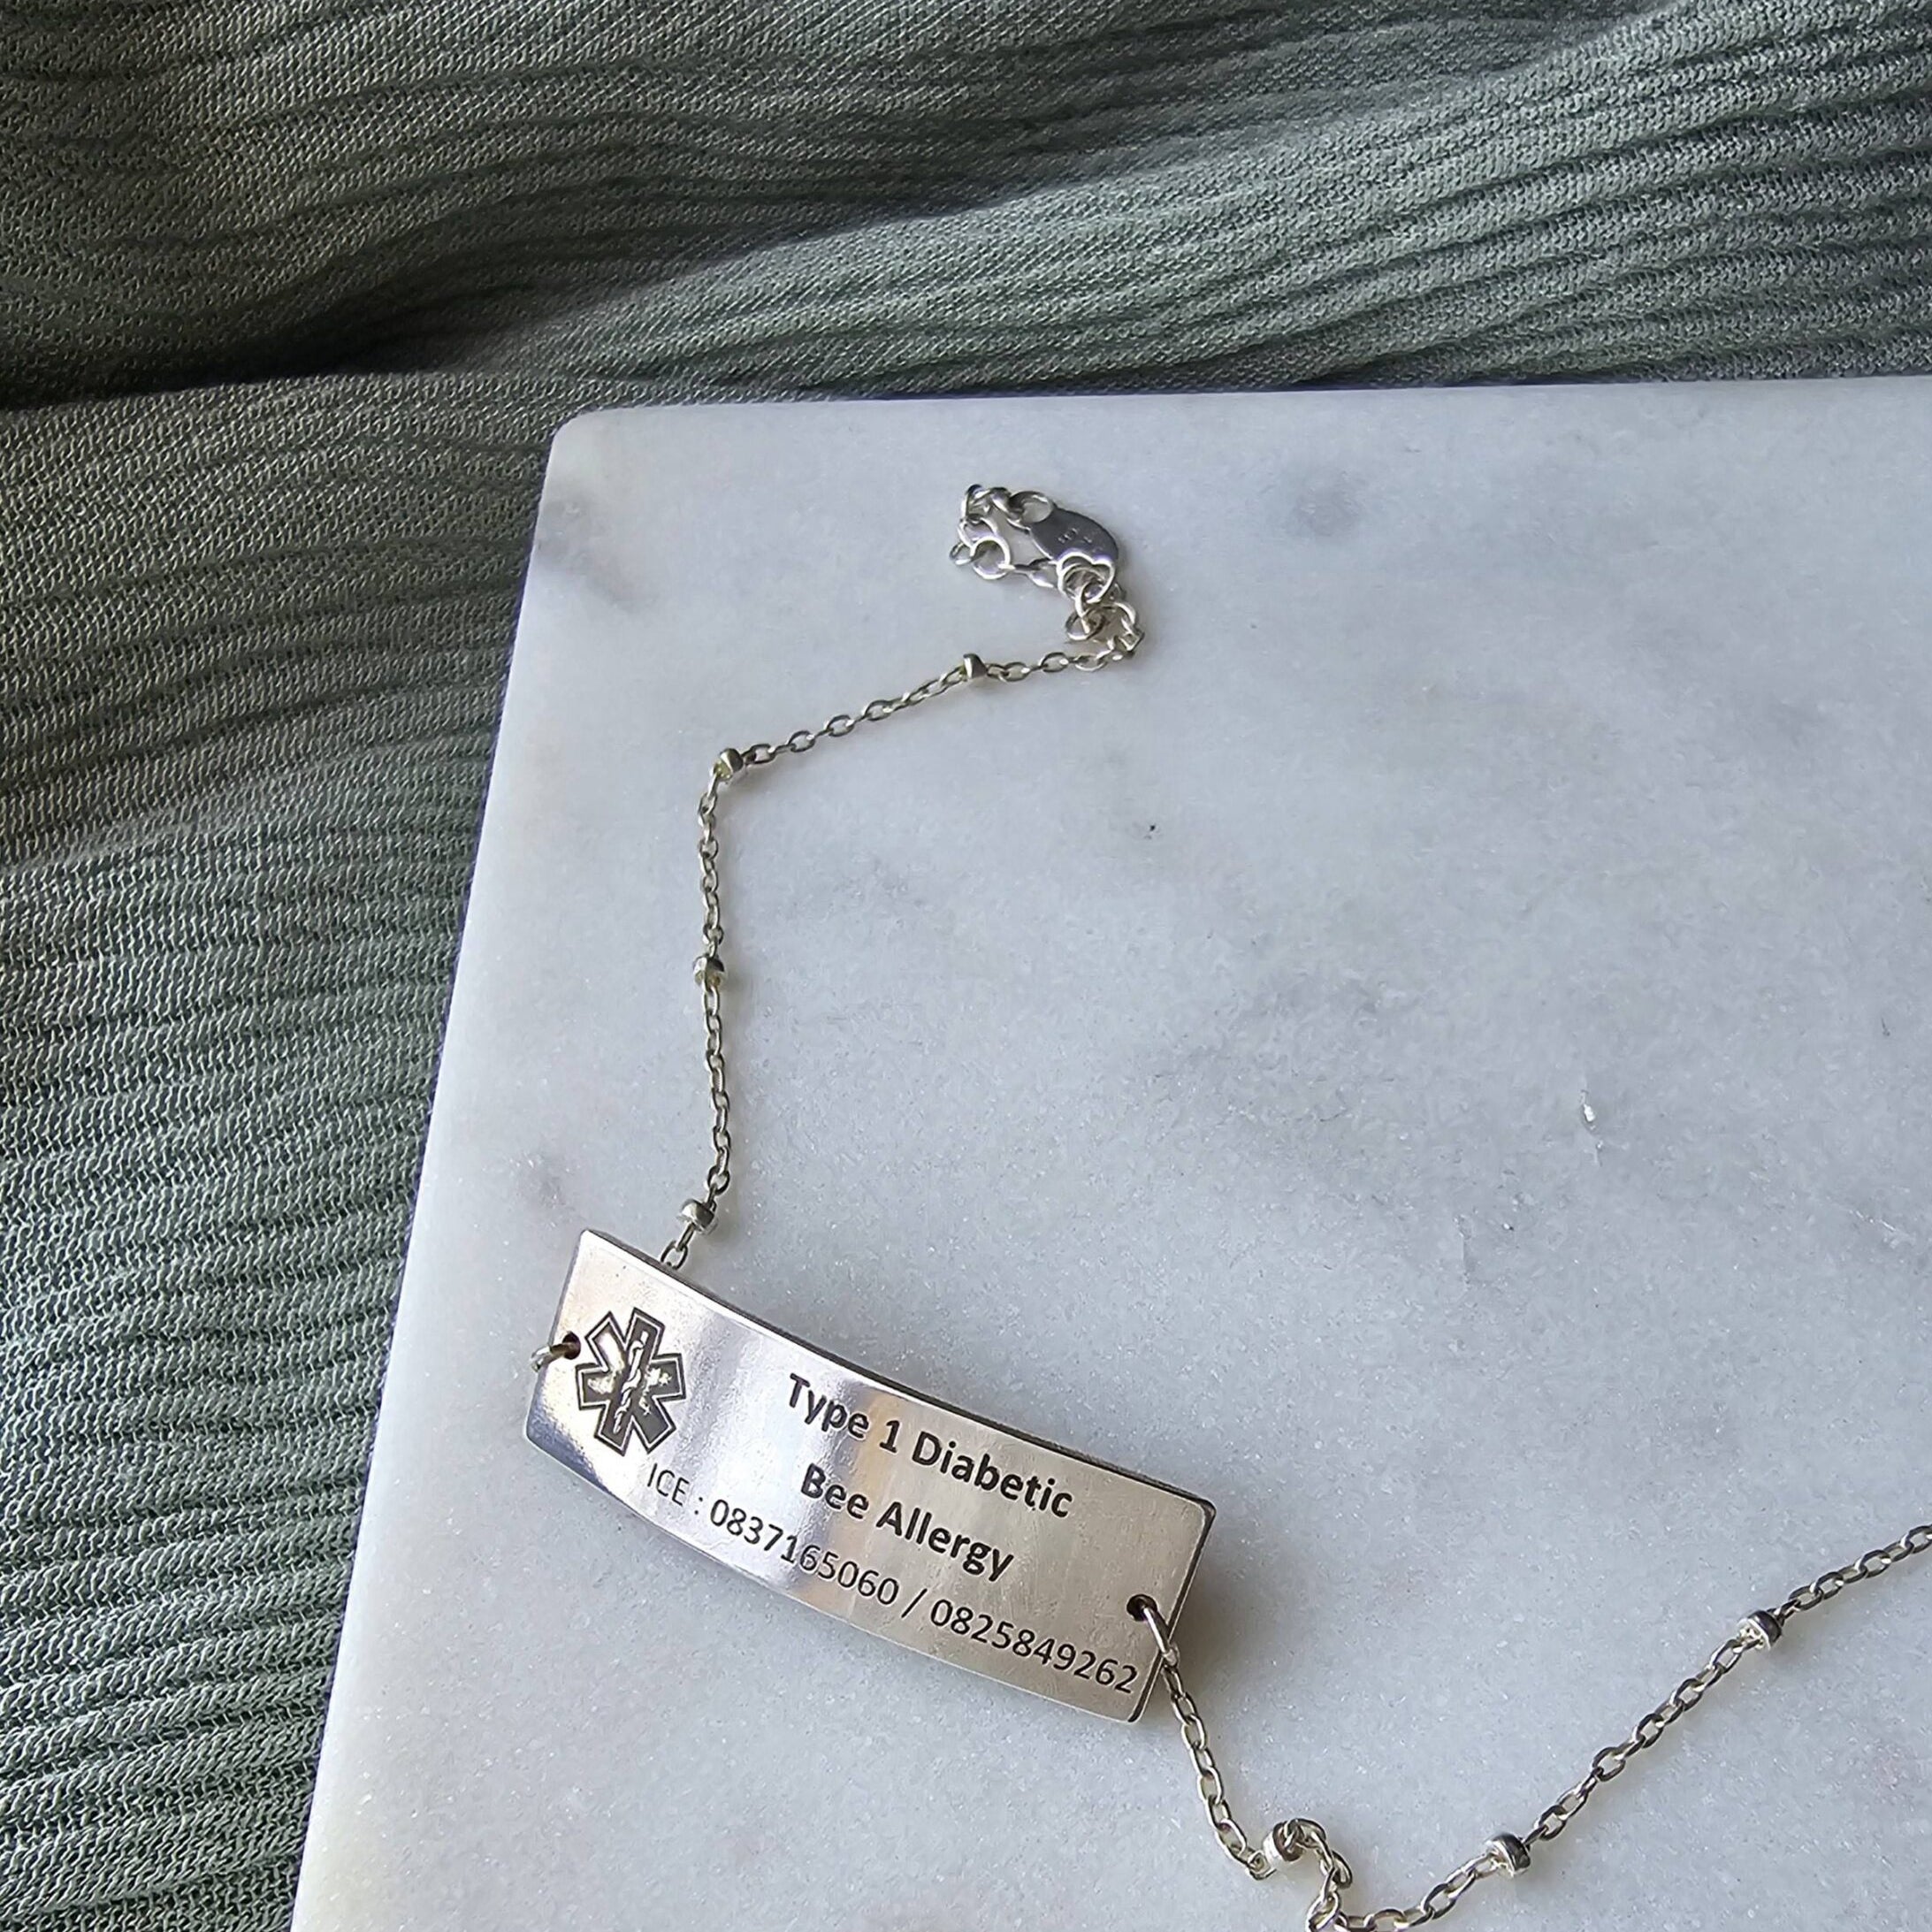 Type 1 Diabetic
Bee Allergy
ICE : 0837165060 / 0825849262